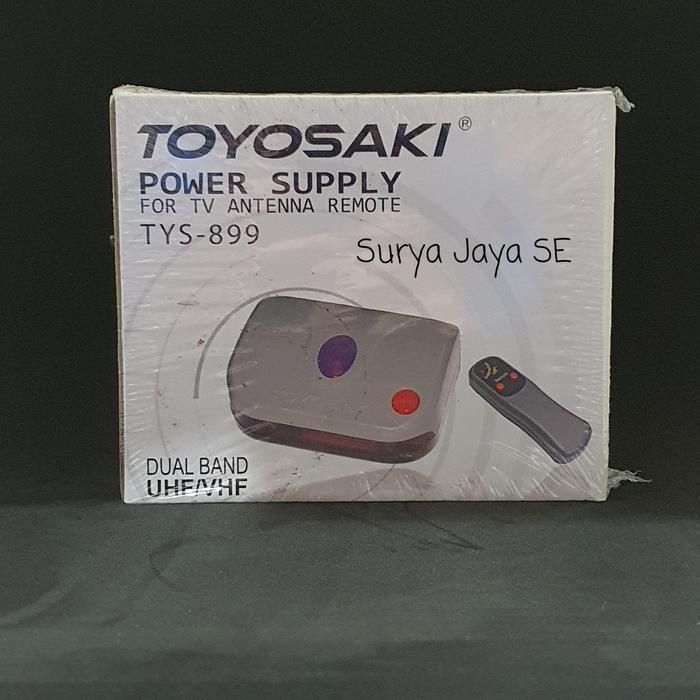 TOYOSAKI®
POWER SUPPLY
FOR TV ANTENNA REMOTE
TYS-899
Surya Jaya SE
DUAL BAND
UHF/VHF